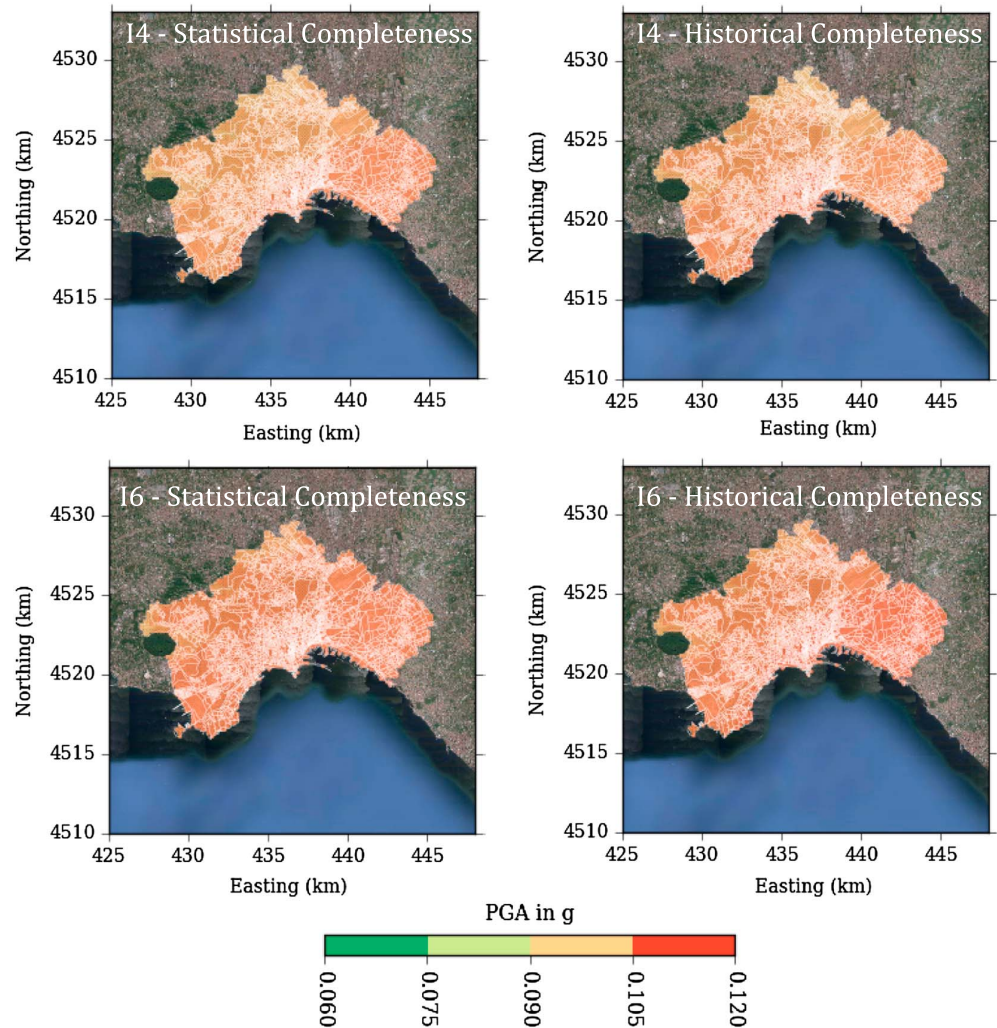 I4 - Statistical Completeness
4530
4525
4520
4515
4510
Northing (km)
425 430 435 440 445
Easting (km)
I4 - Historical Completeness
4530
4525
4520
4515
4510
Northing (km)
425 430 435 440 445
Easting (km)
I6 - Statistical Completeness
4530
4525
4520
4515
4510
Northing (km)
425 430 435 440 445
Easting (km)
I6 - Historical Completeness
4530
4525
4520
4515
4510
Northing (km)
425 430 435 440 445
Easting (km)
PGA in g
0.060 0.075 0.090 0.105 0.120